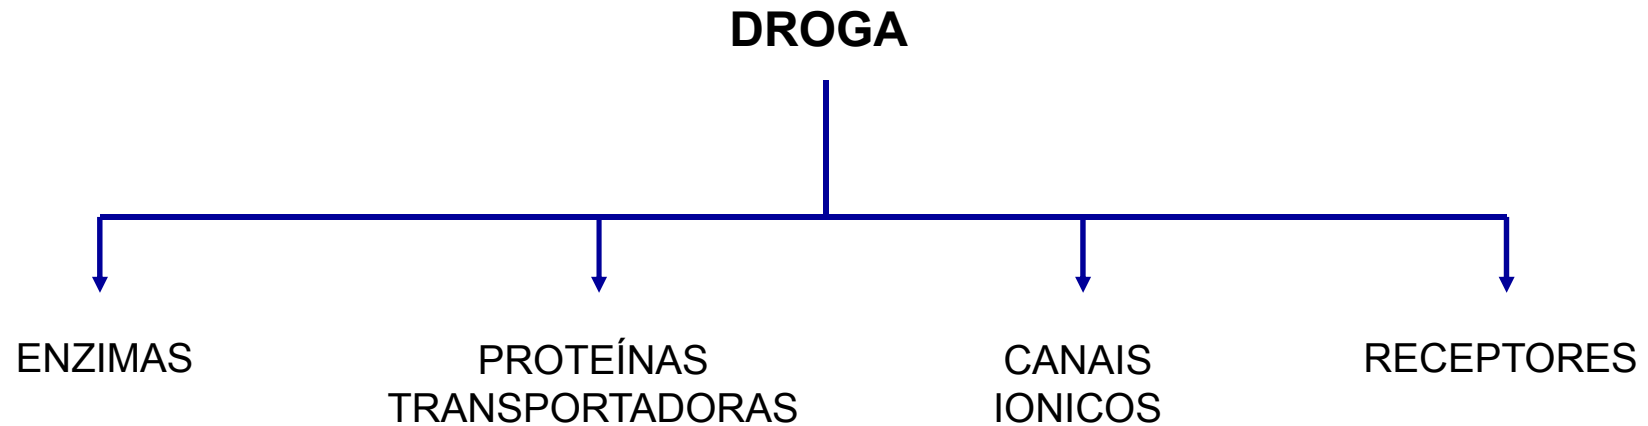 DROGA
ENZIMAS
PROTEÍNAS
TRANSPORTADORAS
CANAIS
IONICOS
RECEPTORES